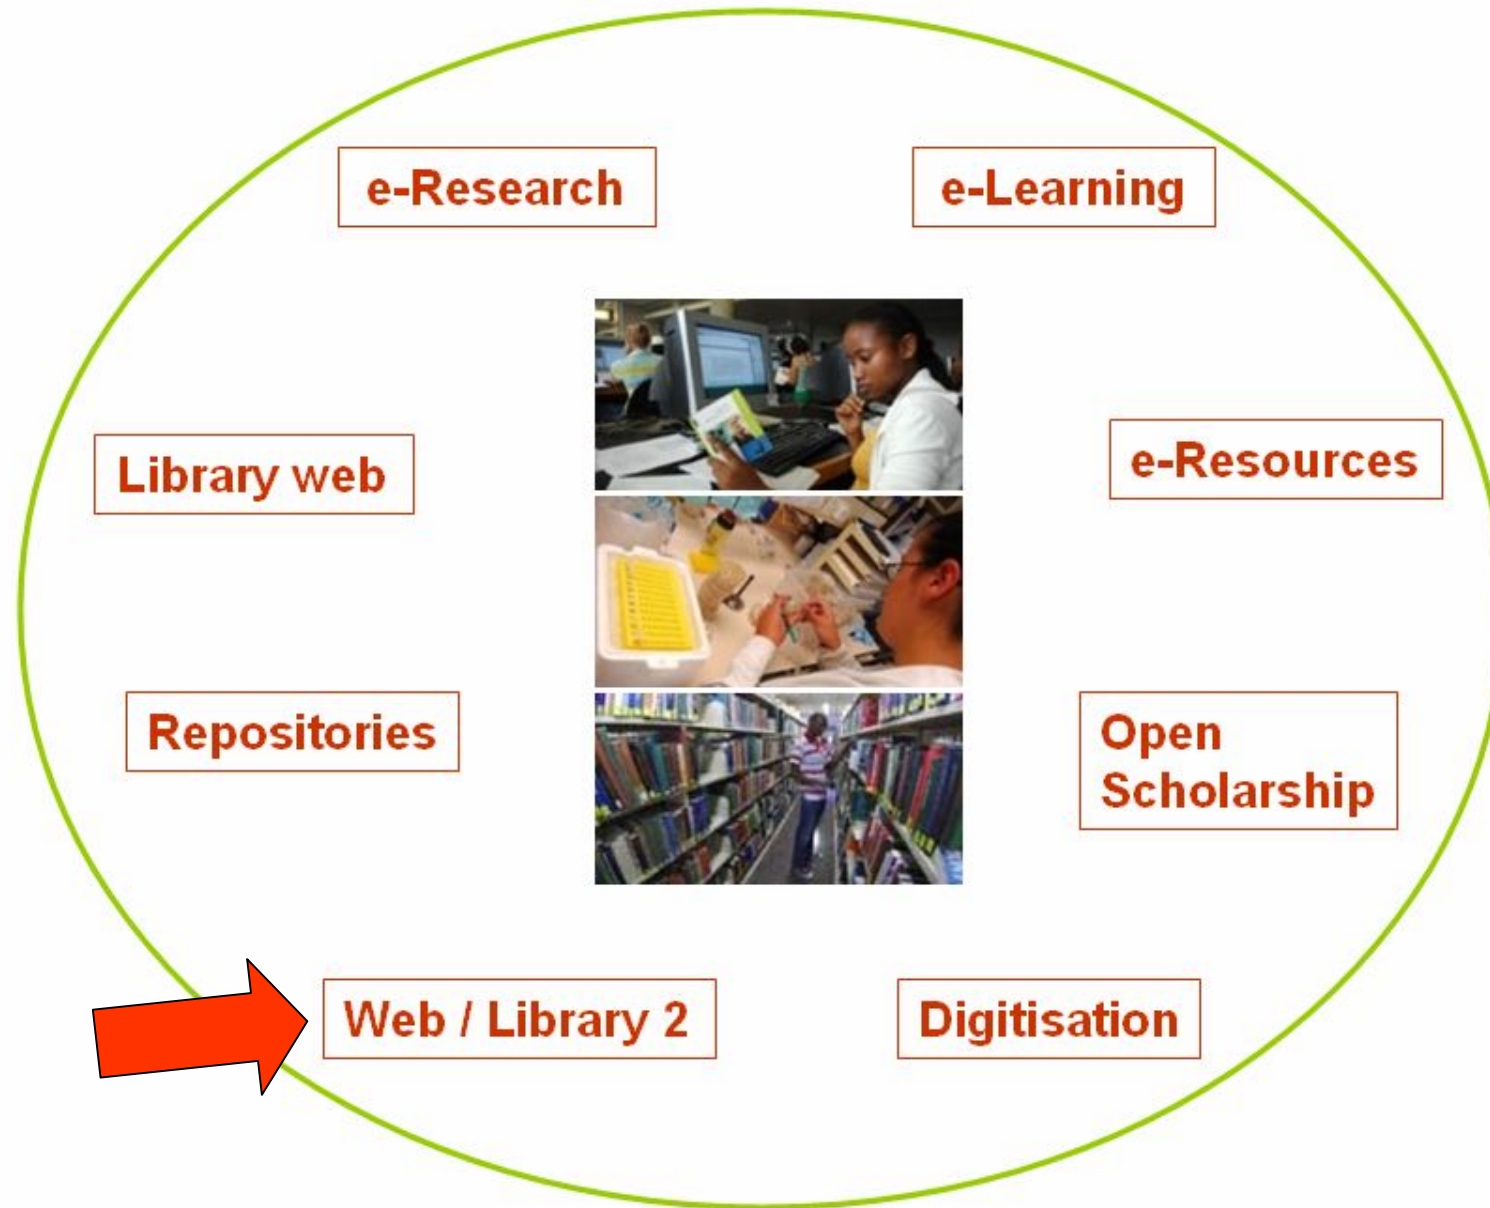 e-Research
e-Learning
Library web
e-Resources
Repositories
Open
Scholarship
Web / Library 2
Digitisation